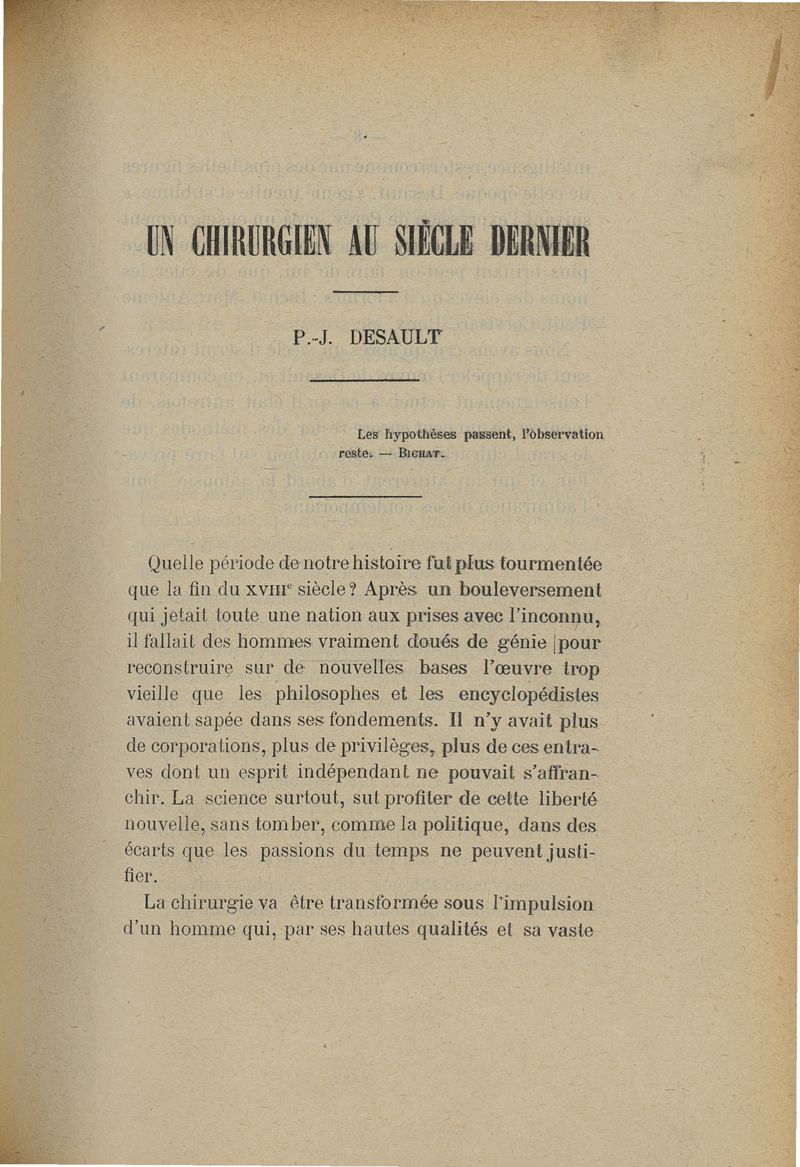 UN CHIRURGIEN AU SIÈCLE DERNIER
P.-J. DESAULT
Les hypothèses passent, l'observation
reste. — BICHAT.
Quelle période de notre histoire fut plus tourmentée
que la fin du XVIIIe siècle? Après un bouleversement
qui jetait toute une nation aux prises avec l'inconnu,
il fallait des hommes vraiment doués de génie pour
reconstruire sur de nouvelles bases l'œuvre trop
vieille que les philosophes et les encyclopédistes
avaient sapée dans ses fondements. Il n'y avait plus
de corporations, plus de privilèges, plus de ces entra-
ves dont un esprit indépendant ne pouvait s'affran-
chir. La science surtout, sut profiter de cette liberté
nouvelle, sans tomber, comme la politique, dans des
écarts que les passions du temps ne peuvent justi-
fier.
La chirurgie va être transformée sous l'impulsion
d'un homme qui, par ses hautes qualités et sa vaste